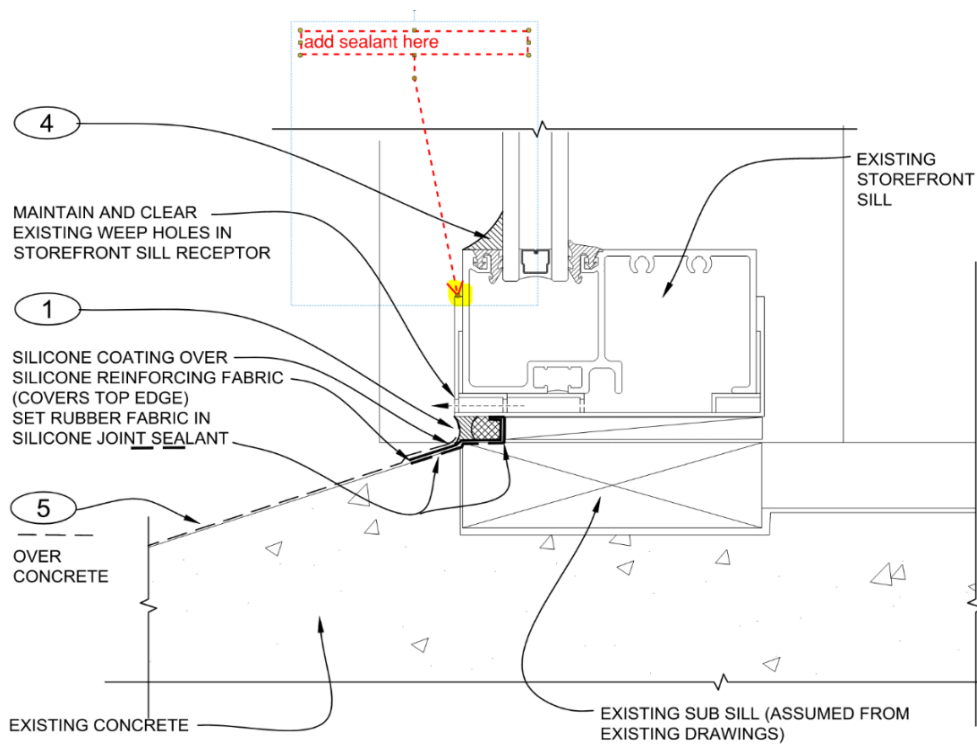 add sealant here
4
EXISTING
STOREFRONT
SILL
MAINTAIN AND CLEAR
EXISTING WEEP HOLES IN
STOREFRONT SILL RECEPTOR
1
SILICONE COATING OVER
SILICONE REINFORCING FABRIC
(COVERS TOP EDGE)
SET RUBBER FABRIC IN
SILICONE JOINT SEALANT
5
OVER
CONCRETE
EXISTING CONCRETE
EXISTING SUB SILL (ASSUMED FROM
EXISTING DRAWINGS)